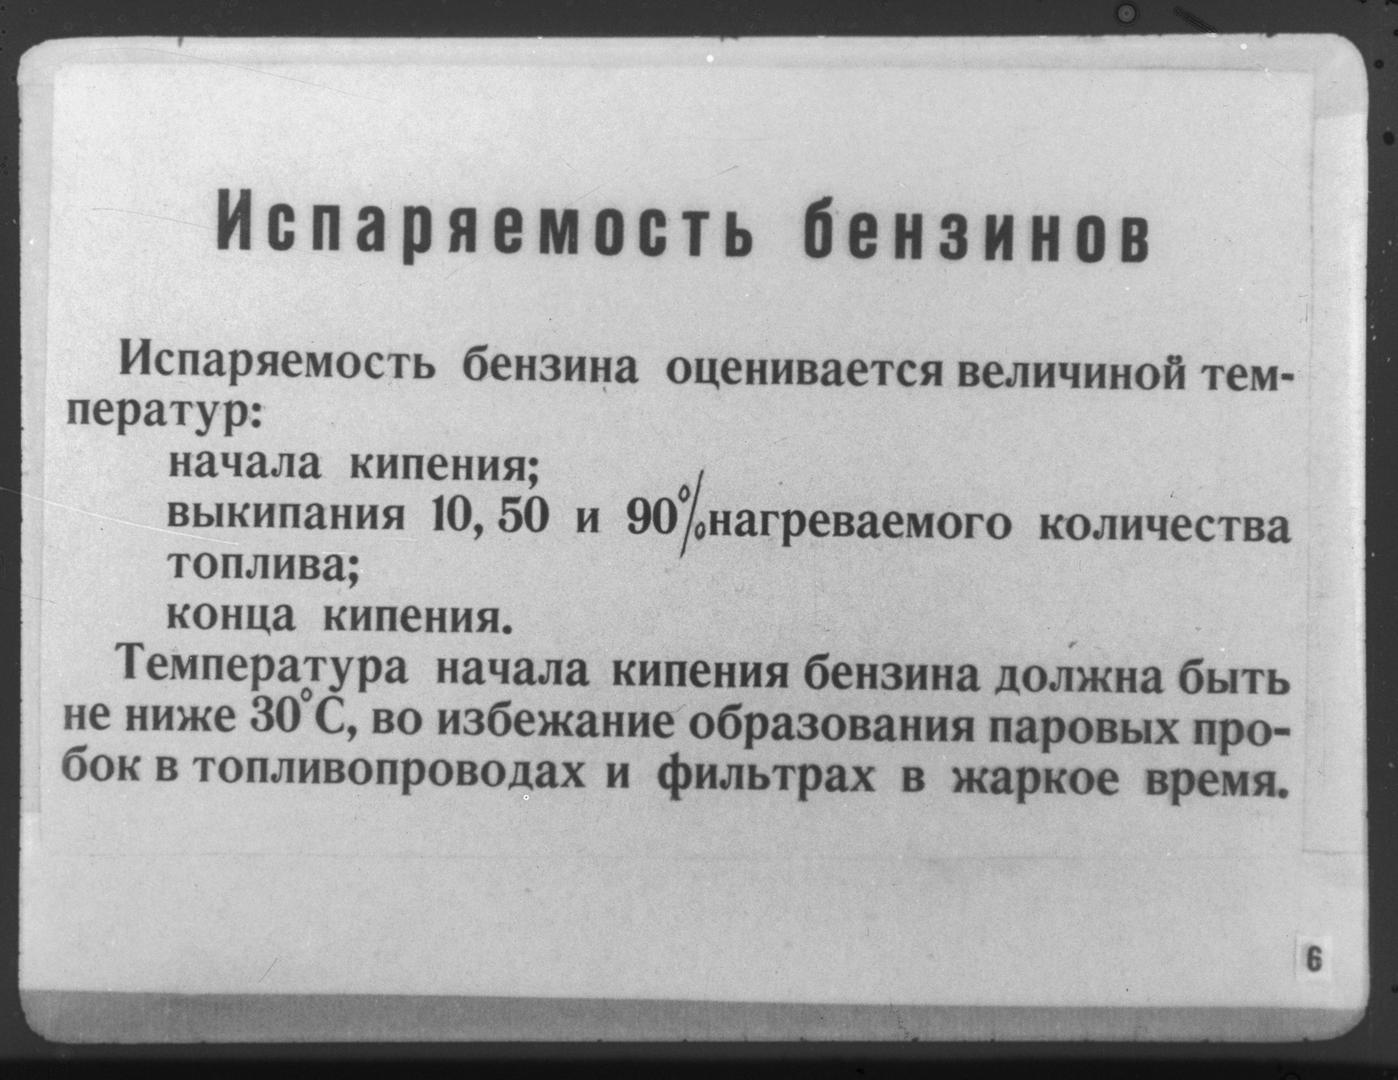 Испаряемость бензинов
Испаряемость бензина оценивается величиной тем-
ператур:
начала кипения;
выкипания 10, 50 и 90% нагреваемого количества
топлива;
конца кипения.
Температура начала кипения бензина должна быть
не ниже 30°С, во избежание образования паровых про-
бок в топливопроводах и фильтрах в жаркое время.
6